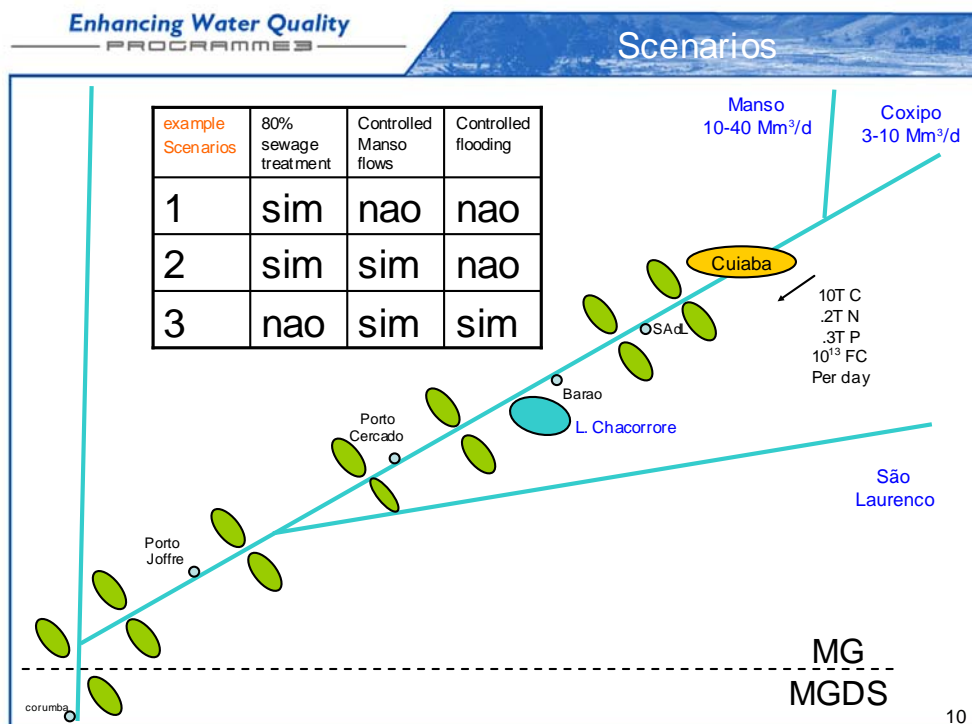 Enhancing Water Quality
PROGRAMME3
Scenarios
example Scenarios | 80% sewage treatment | Controlled Manso flows | Controlled flooding
1 | sim | nao | nao
2 | sim | sim | nao
3 | nao | sim | sim
Manso
10-40 Mm³/d
Coxipo
3-10 Mm³/d
Cuiaba
10T C
.2T N
.3T P
10¹³ FC
Per day
SAdL
Barao
L. Chacorrore
Porto
Cercado
São
Laurenco
Porto
Joffre
MG
MGDS
corumba
10